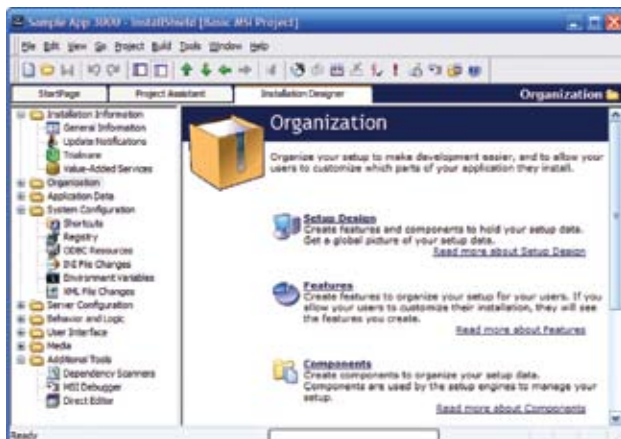 Sample App 3000 - InstallShield [Basic MSI Project]
File Edit View Go Project Build Tools Window Help
StartPage Project Assistant Installation Designer Organization
Installation Information
General Information
Update Notifications
Trialware
Value-Added Services
Organization
Application Data
System Configuration
Shortcuts
Registry
ODBC Resources
INI File Changes
Environment Variables
XML File Changes
Server Configuration
Behavior and Logic
User Interface
Media
Additional Tools
Dependency Scanners
MSI Debugger
Direct Editor
Organization
Organize your setup to make development easier, and to allow your
users to customize which parts of your application they install.
Setup Design
Create features and components to hold your setup data.
Get a global picture of your setup data.
Read more about Setup Design
Features
Create features to organize your setup for your users. If you
allow your users to customize their installation, they will see
the features you create.
Read more about Features
Components
Create components to organize your setup data.
Components are used by the setup engines to manage your
setup.
Read more about Components
Ready